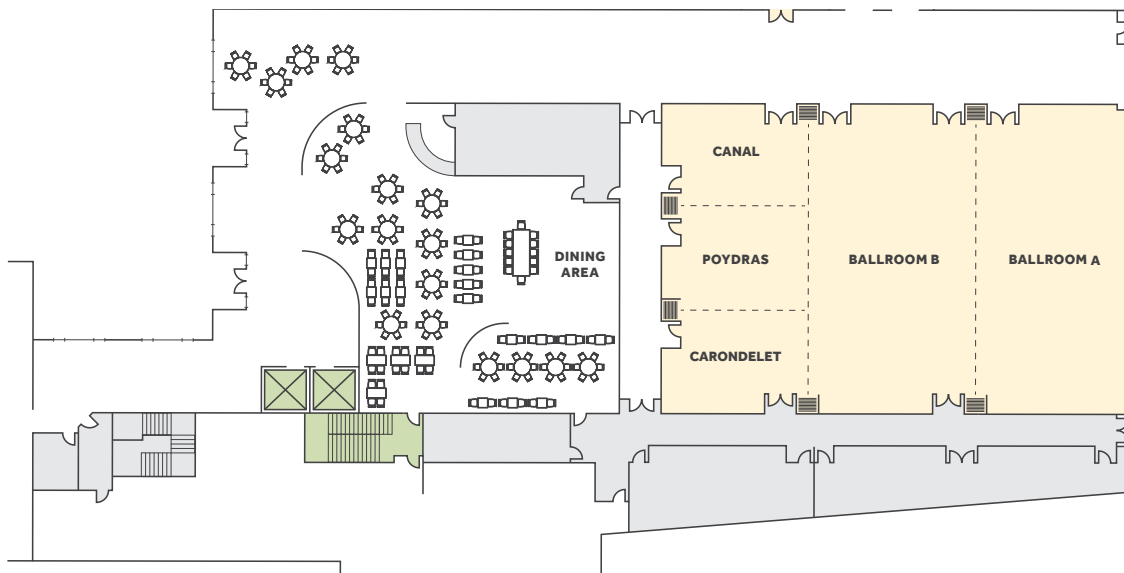 CANAL
DINING
AREA
POYDRAS
BALLROOM B
BALLROOM A
CARONDELET